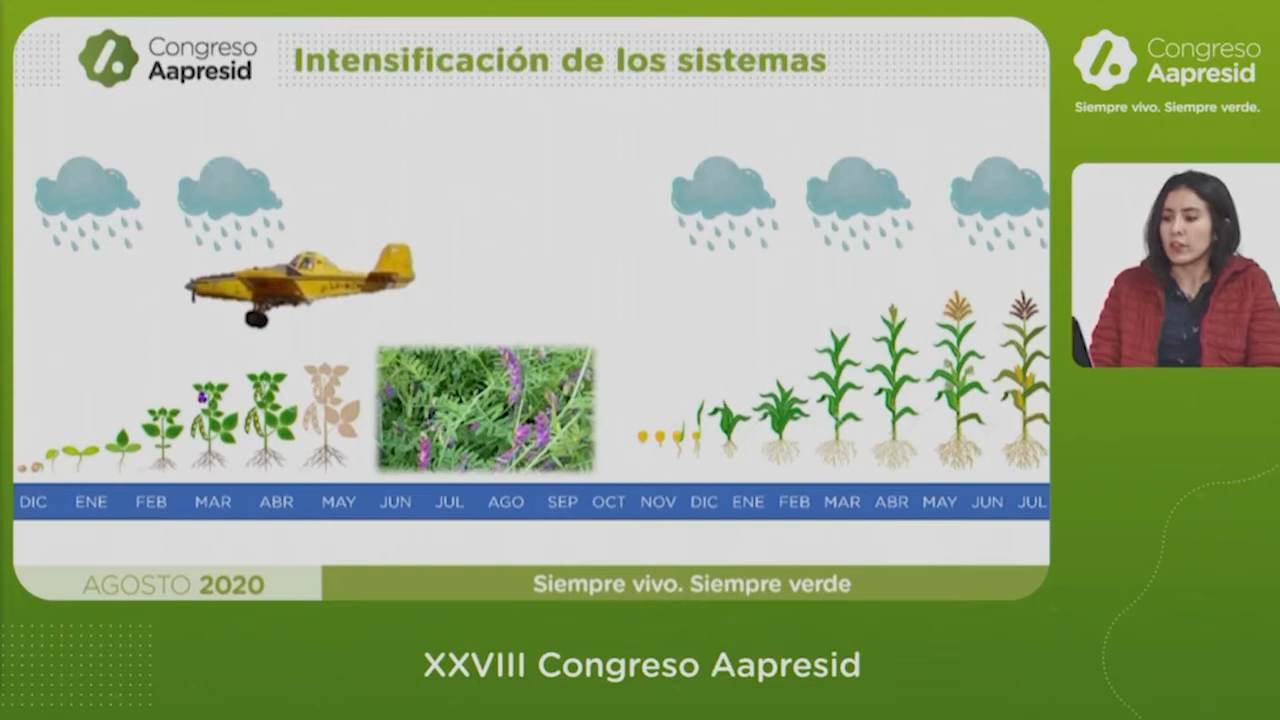 Congreso
Aapresid
Intensificación de los sistemas
DIC ENE FEB MAR ABR MAY JUN JUL AGO SEP OCT NOV DIC ENE FEB MAR ABR MAY JUN JUL
AGOSTO 2020
Siempre vivo. Siempre verde
Congreso
Aapresid
Siempre vivo. Siempre verde.
XXVIII Congreso Aapresid